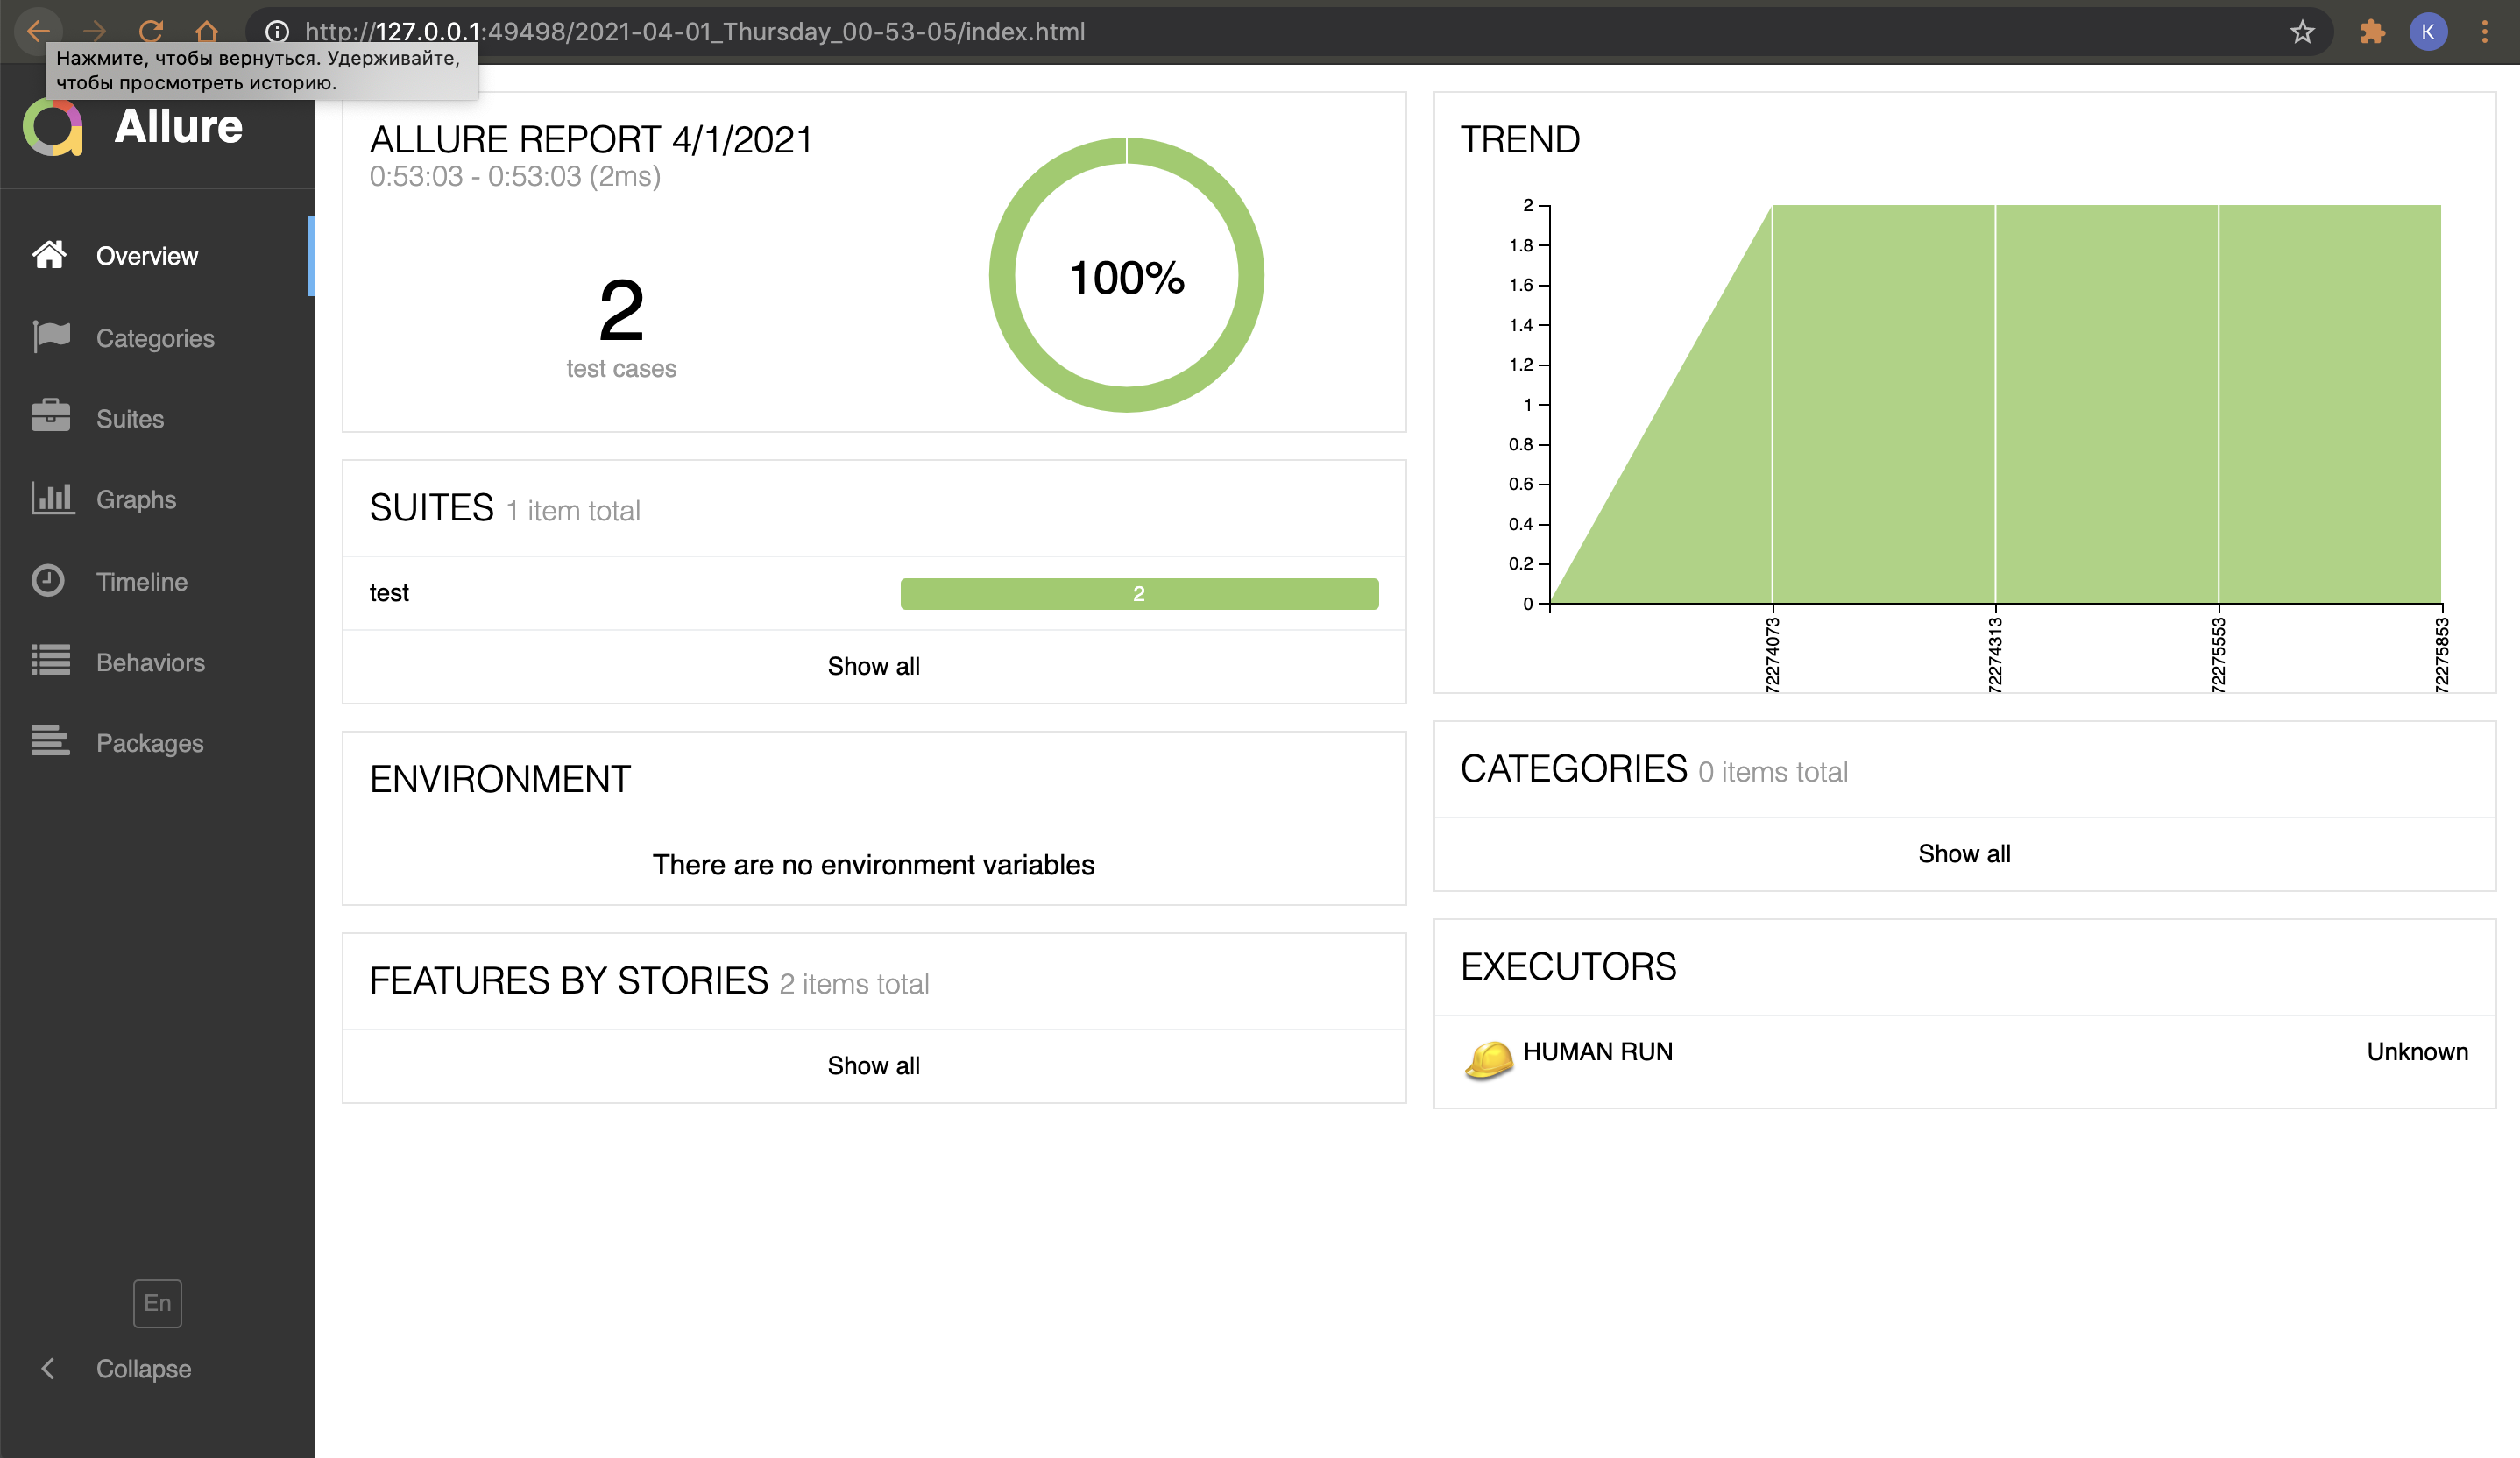 http://127.0.0.1:49498/2021-04-01_Thursday_00-53-05/index.html
K
Нажмите, чтобы вернуться. Удерживайте,
чтобы просмотреть историю.
Allure
Overview
Categories
Suites
Graphs
Timeline
Behaviors
Packages
En
Collapse
ALLURE REPORT 4/1/2021
0:53:03 - 0:53:03 (2ms)
2
test cases
100%
SUITES 1 item total
test 2
Show all
ENVIRONMENT
There are no environment variables
FEATURES BY STORIES 2 items total
Show all
TREND
2
1.8
1.6
1.4
1.2
1
0.8
0.6
0.4
0.2
0
72274073
72274313
72275553
72275853
CATEGORIES 0 items total
Show all
EXECUTORS
HUMAN RUN Unknown